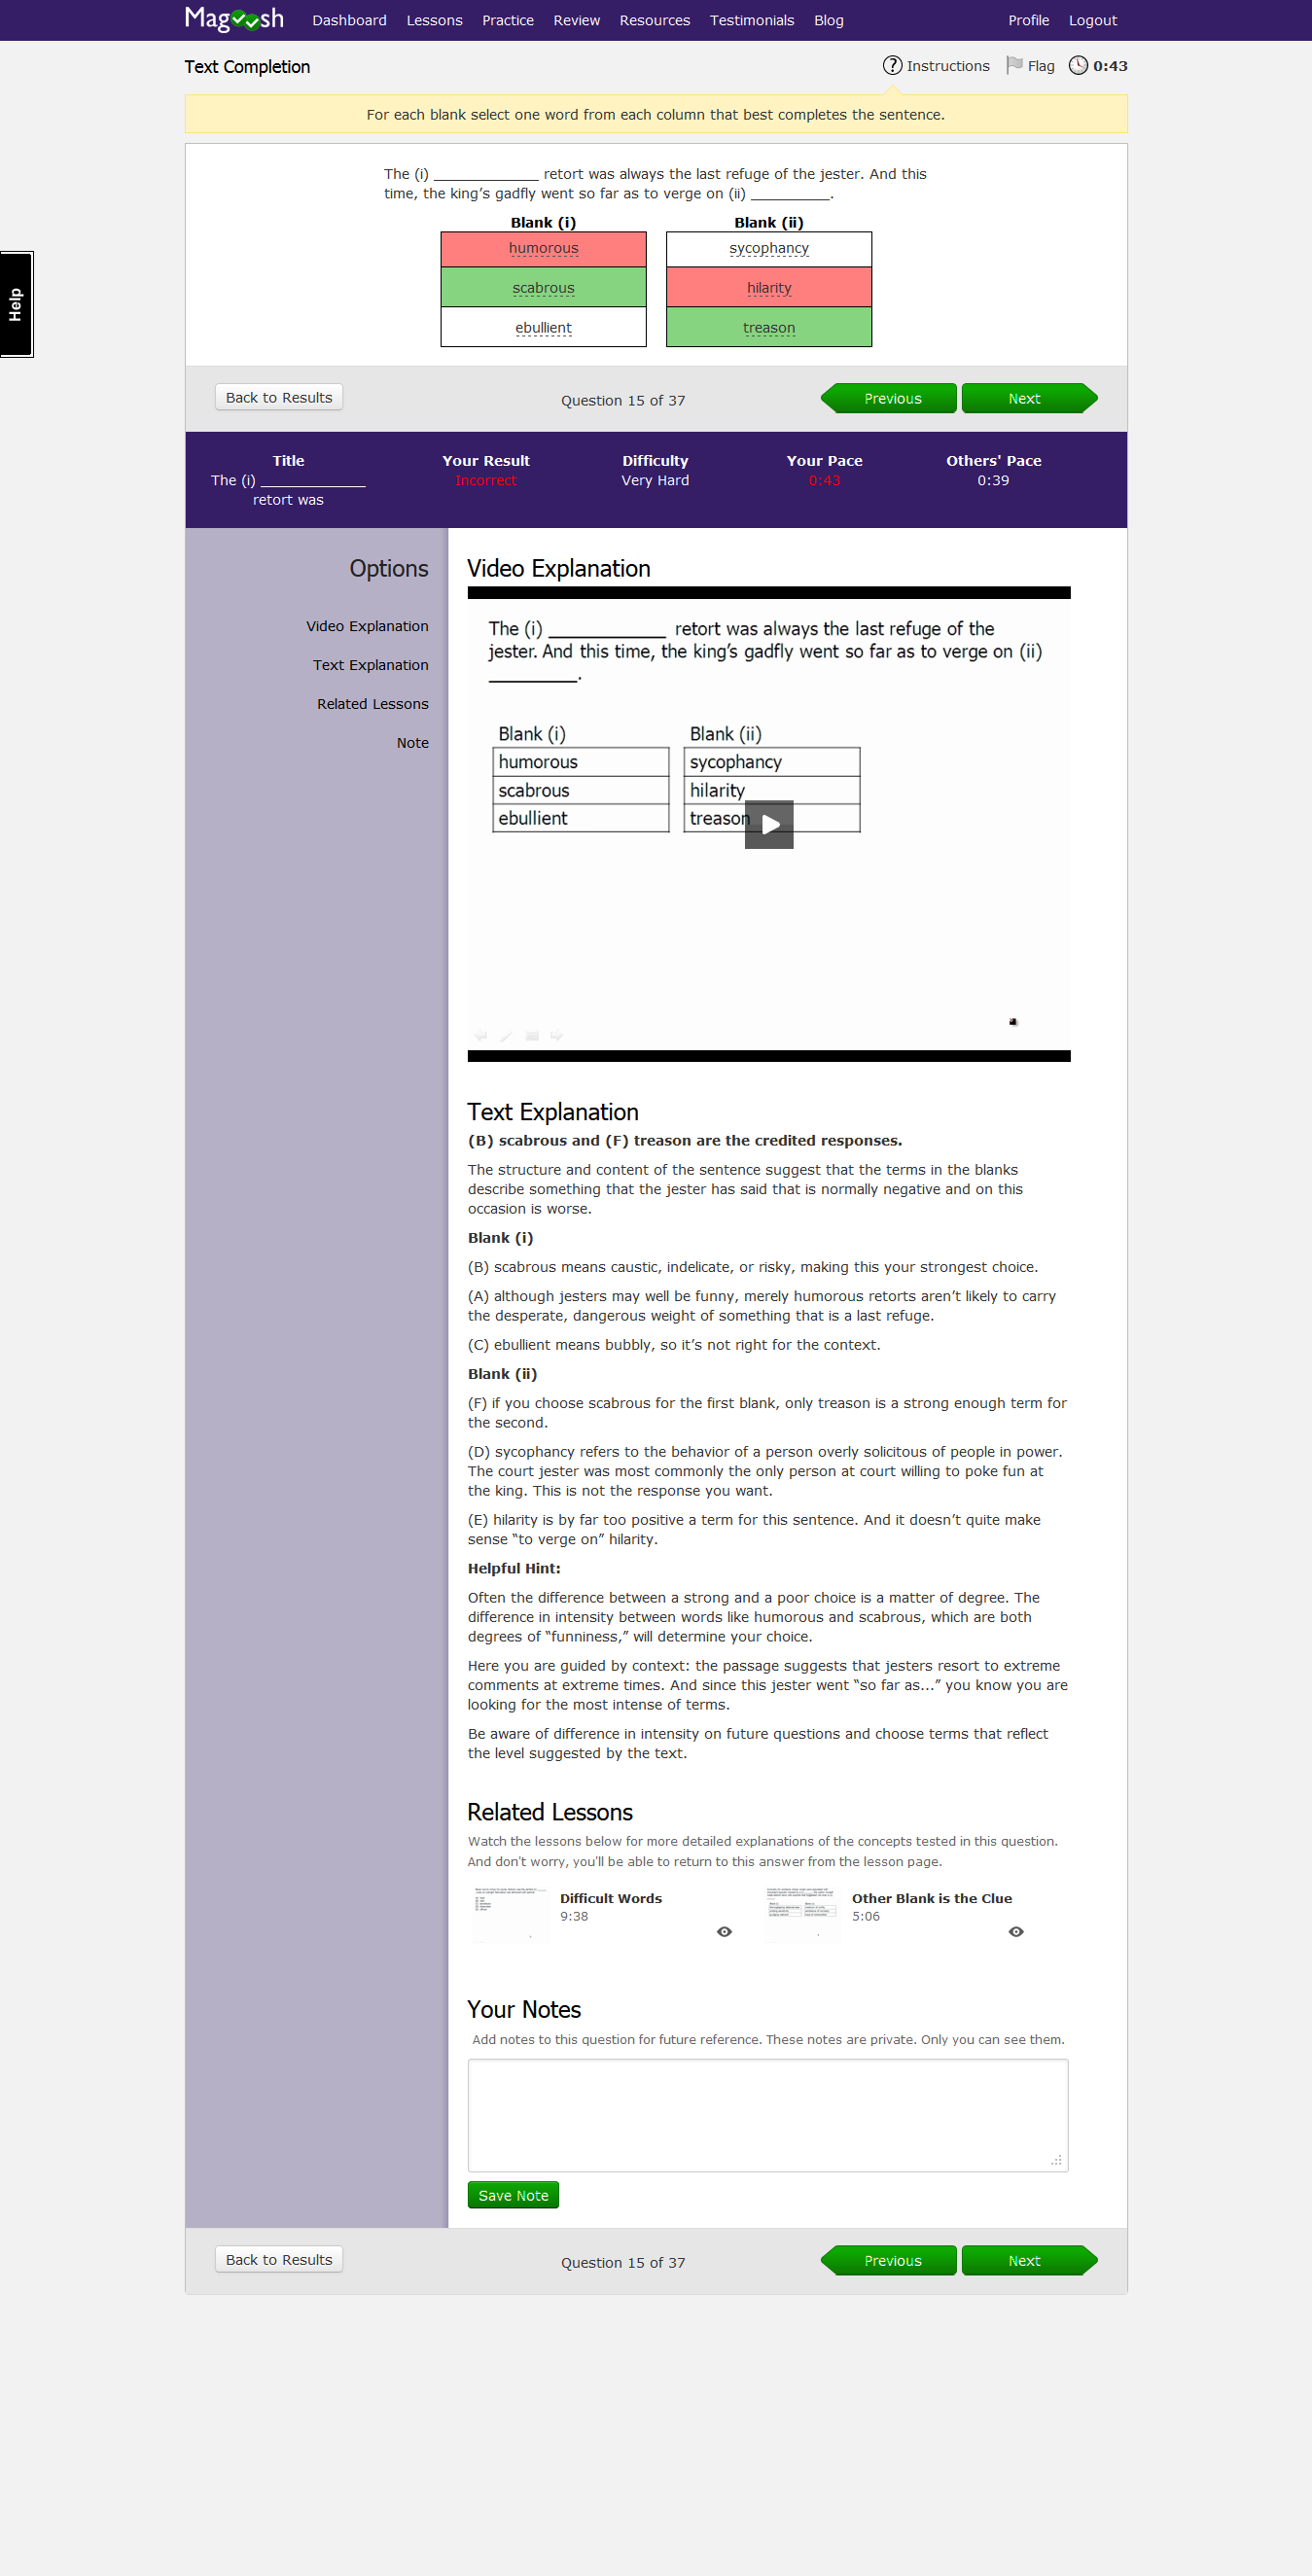 Magoosh Dashboard Lessons Practice Review Resources Testimonials Blog Profile Logout
Text Completion Instructions Flag 0:43
For each blank select one word from each column that best completes the sentence.
The (i) ______________ retort was always the last refuge of the jester. And this
time, the king’s gadfly went so far as to verge on (ii) ___________.
Blank (i) Blank (ii)
humorous sycophancy
scabrous hilarity
ebullient treason
Help
Back to Results Question 15 of 37 Previous Next
Title Your Result Difficulty Your Pace Others' Pace
The (i) ______________ Incorrect Very Hard 0:43 0:39
retort was
Options
Video Explanation
Text Explanation
Related Lessons
Note
Video Explanation
The (i) ____________ retort was always the last refuge of the
jester. And this time, the king’s gadfly went so far as to verge on (ii)
_________.
Blank (i) Blank (ii)
humorous sycophancy
scabrous hilarity
ebullient treason
Text Explanation
(B) scabrous and (F) treason are the credited responses.
The structure and content of the sentence suggest that the terms in the blanks
describe something that the jester has said that is normally negative and on this
occasion is worse.
Blank (i)
(B) scabrous means caustic, indelicate, or risky, making this your strongest choice.
(A) although jesters may well be funny, merely humorous retorts aren’t likely to carry
the desperate, dangerous weight of something that is a last refuge.
(C) ebullient means bubbly, so it’s not right for the context.
Blank (ii)
(F) if you choose scabrous for the first blank, only treason is a strong enough term for
the second.
(D) sycophancy refers to the behavior of a person overly solicitous of people in power.
The court jester was most commonly the only person at court willing to poke fun at
the king. This is not the response you want.
(E) hilarity is by far too positive a term for this sentence. And it doesn’t quite make
sense “to verge on” hilarity.
Helpful Hint:
Often the difference between a strong and a poor choice is a matter of degree. The
difference in intensity between words like humorous and scabrous, which are both
degrees of “funniness,” will determine your choice.
Here you are guided by context: the passage suggests that jesters resort to extreme
comments at extreme times. And since this jester went “so far as…” you know you are
looking for the most intense of terms.
Be aware of difference in intensity on future questions and choose terms that reflect
the level suggested by the text.
Related Lessons
Watch the lessons below for more detailed explanations of the concepts tested in this question.
And don't worry, you'll be able to return to this answer from the lesson page.
Difficult Words Other Blank is the Clue
9:38 5:06
Your Notes
Add notes to this question for future reference. These notes are private. Only you can see them.
Save Note
Back to Results Question 15 of 37 Previous Next